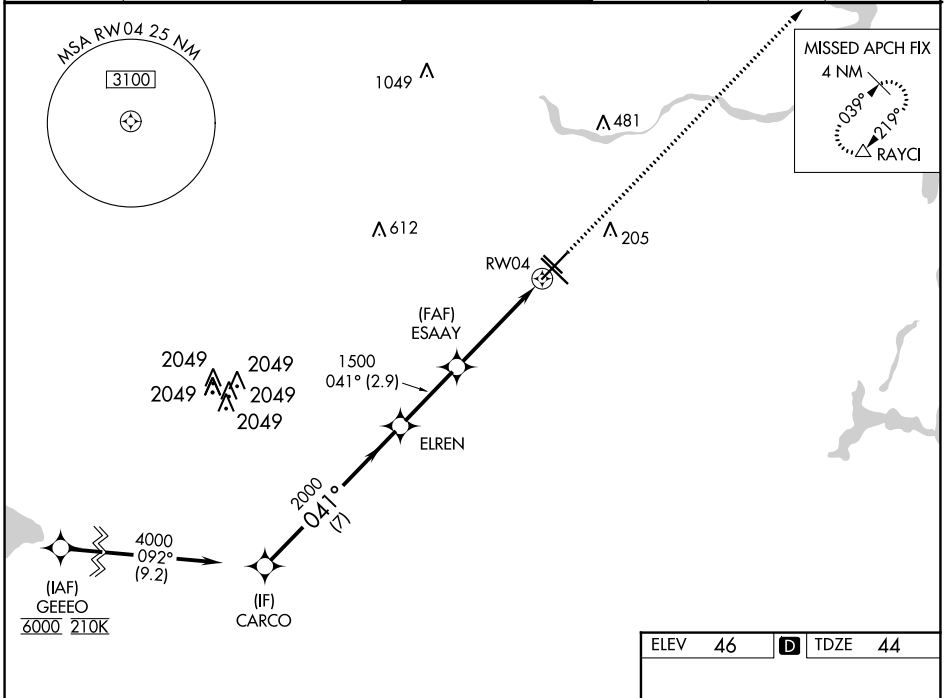 MSA RW04 25 NM
3100
1049
481
MISSED APCH FIX
4 NM
039°
219°
RAYCI
612
205
RW04
(FAF)
ESAAY
1500
041° (2.9)
2049
2049
2049
2049
2049
ELREN
2000
041°
(7)
4000
092°
(9.2)
(IAF)
GEEEO
6000 210K
(IF)
CARCO
ELEV 46 D TDZE 44